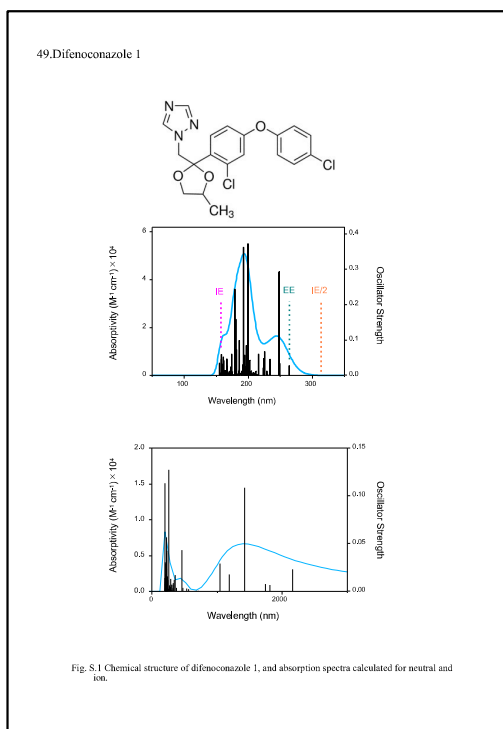 49.Difenoconazole 1
N
N
N
O
O
O
Cl
Cl
CH₃
6
4
2
0
0.4
0.3
0.2
0.1
0.0
IE
EE
IE/2
Absorptivity (M⁻¹ cm⁻¹) × 10⁴
Oscillator Strength
100
200
300
Wavelength (nm)
2.0
1.5
1.0
0.5
0.0
0.15
0.10
0.05
0.00
Absorptivity (M⁻¹ cm⁻¹) × 10⁴
Oscillator Strength
0
2000
Wavelength (nm)
Fig. S.1 Chemical structure of difenoconazole 1, and absorption spectra calculated for neutral and
ion.